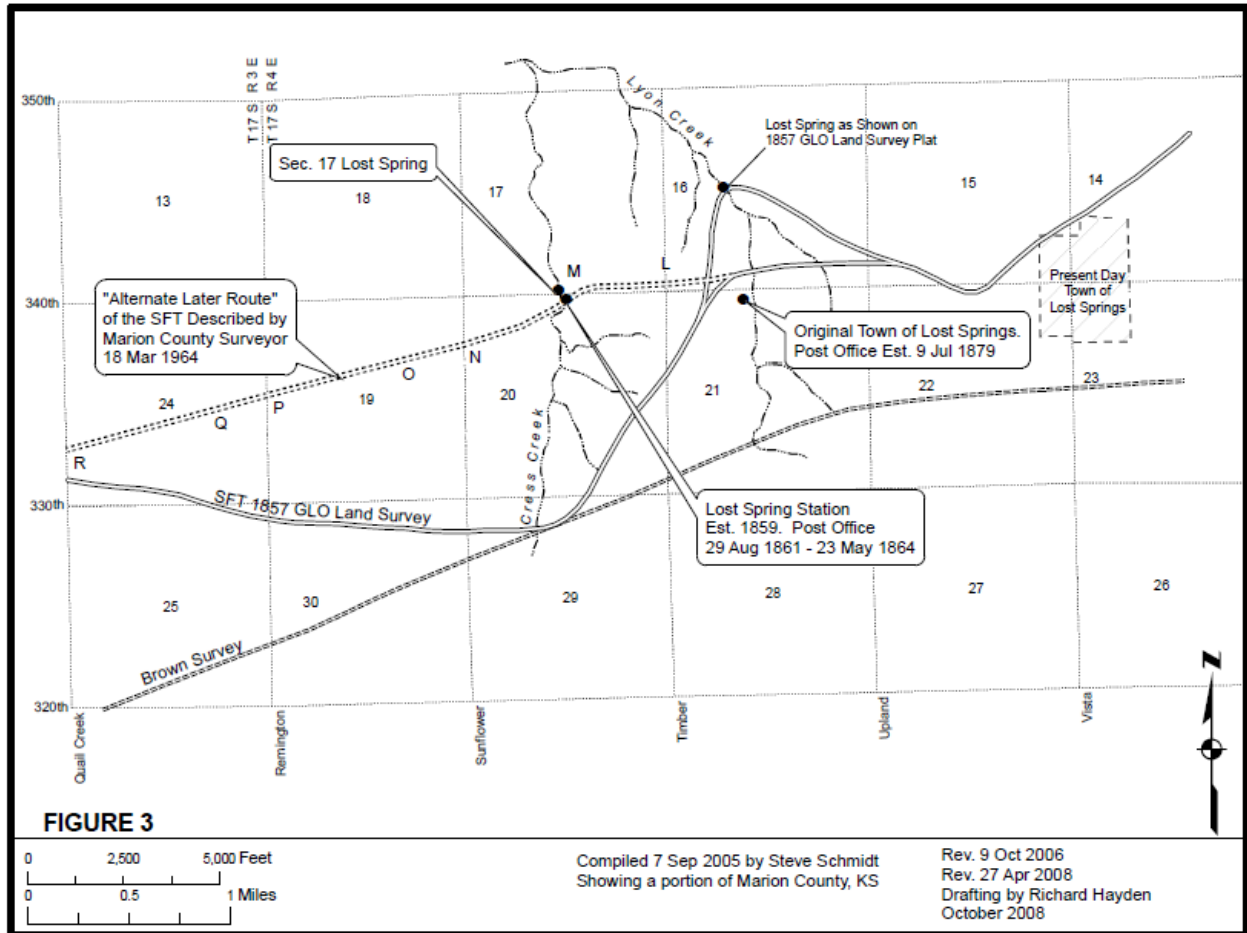 T17 S R 3 E
T17 S R 4 E
350th
Lyon Creek
Lost Spring as Shown on
1857 GLO Land Survey Plat
Sec. 17 Lost Spring
13
18
17
16
15
14
M
L
340th
"Alternate Later Route"
of the SFT Described by
Marion County Surveyor
18 Mar 1964
Present Day
Town of
Lost Springs
Original Town of Lost Springs.
Post Office Est. 9 Jul 1879
N
O
P
Q
R
24
19
20
21
22
23
Cress Creek
SFT 1857 GLO Land Survey
330th
Lost Spring Station
Est. 1859. Post Office
29 Aug 1861 - 23 May 1864
25
30
29
28
27
26
Brown Survey
320th
Quail Creek
Remington
Sunflower
Timber
Upland
Vista
N
FIGURE 3
0 2,500 5,000 Feet
0 0.5 1 Miles
Compiled 7 Sep 2005 by Steve Schmidt
Showing a portion of Marion County, KS
Rev. 9 Oct 2006
Rev. 27 Apr 2008
Drafting by Richard Hayden
October 2008